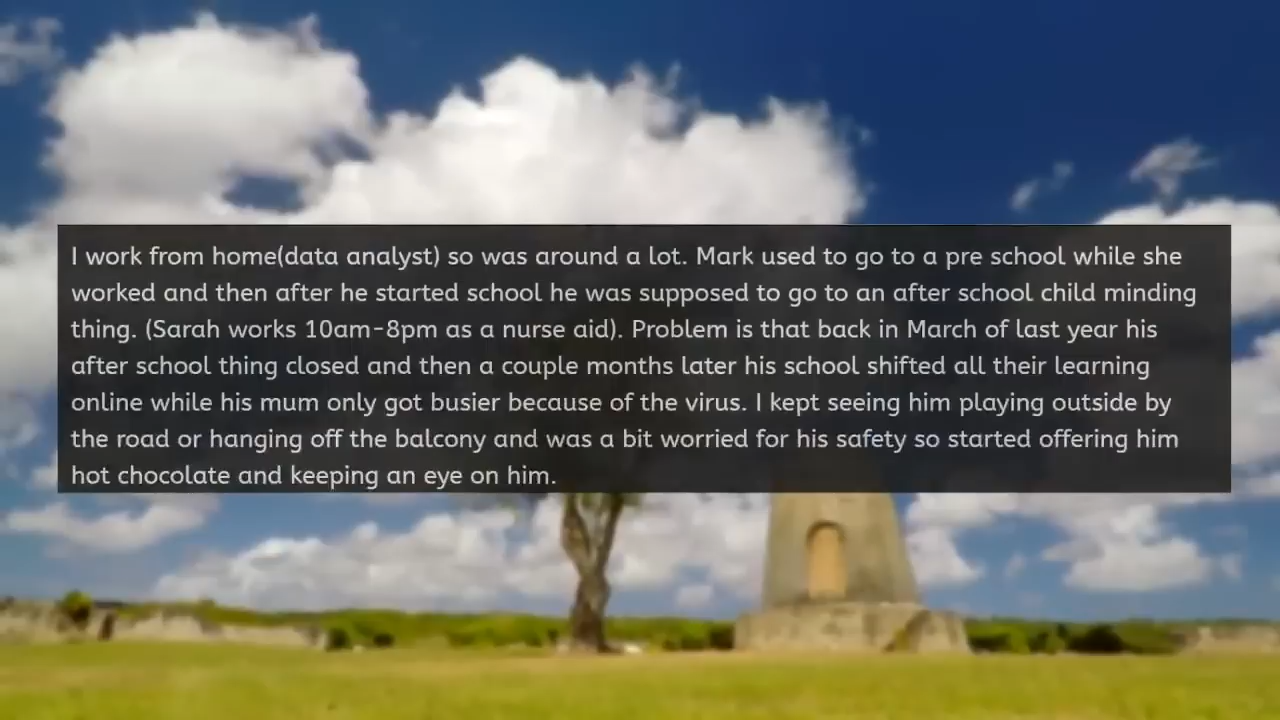 I work from home(data analyst) so was around a lot. Mark used to go to a pre school while she
worked and then after he started school he was supposed to go to an after school child minding
thing. (Sarah works 10am-8pm as a nurse aid). Problem is that back in March of last year his
after school thing closed and then a couple months later his school shifted all their learning
online while his mum only got busier because of the virus. I kept seeing him playing outside by
the road or hanging off the balcony and was a bit worried for his safety so started offering him
hot chocolate and keeping an eye on him.